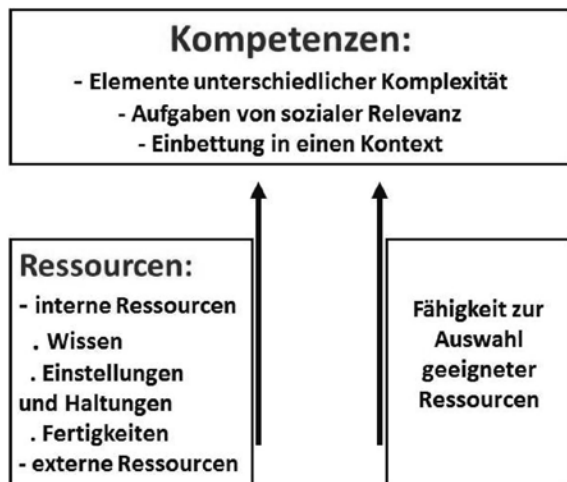 Kompetenzen:
- Elemente unterschiedlicher Komplexität
- Aufgaben von sozialer Relevanz
- Einbettung in einen Kontext
Ressourcen:
- interne Ressourcen
. Wissen
. Einstellungen
und Haltungen
. Fertigkeiten
- externe Ressourcen
Fähigkeit zur
Auswahl
geeigneter
Ressourcen